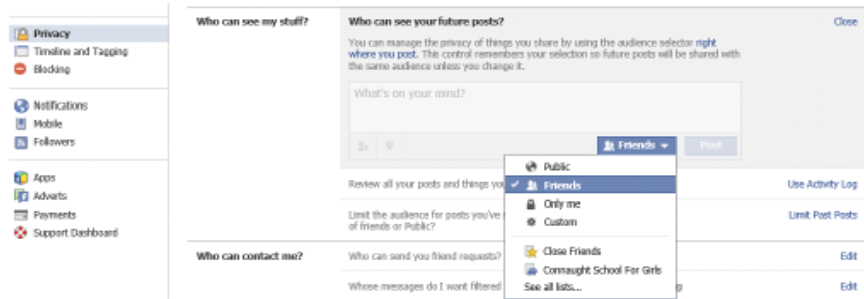 Privacy
Timeline and Tagging
Blocking
Notifications
Mobile
Followers
Apps
Adverts
Payments
Support Dashboard
Who can see my stuff?
Who can see your future posts?
Close
You can manage the privacy of things you share by using the audience selector right
where you post. This control remembers your selection so future posts will be shared with
the same audience unless you change it.
What's on your mind?
Friends
Post
Public
Friends
Only me
Custom
Close Friends
Connaught School For Girls
See all lists...
Review all your posts and things
Use Activity Log
Limit the audience for posts you've
of friends or Public?
Limit Past Posts
Who can contact me?
Who can send you friend requests?
Edit
Whose messages do I want filtered
Edit